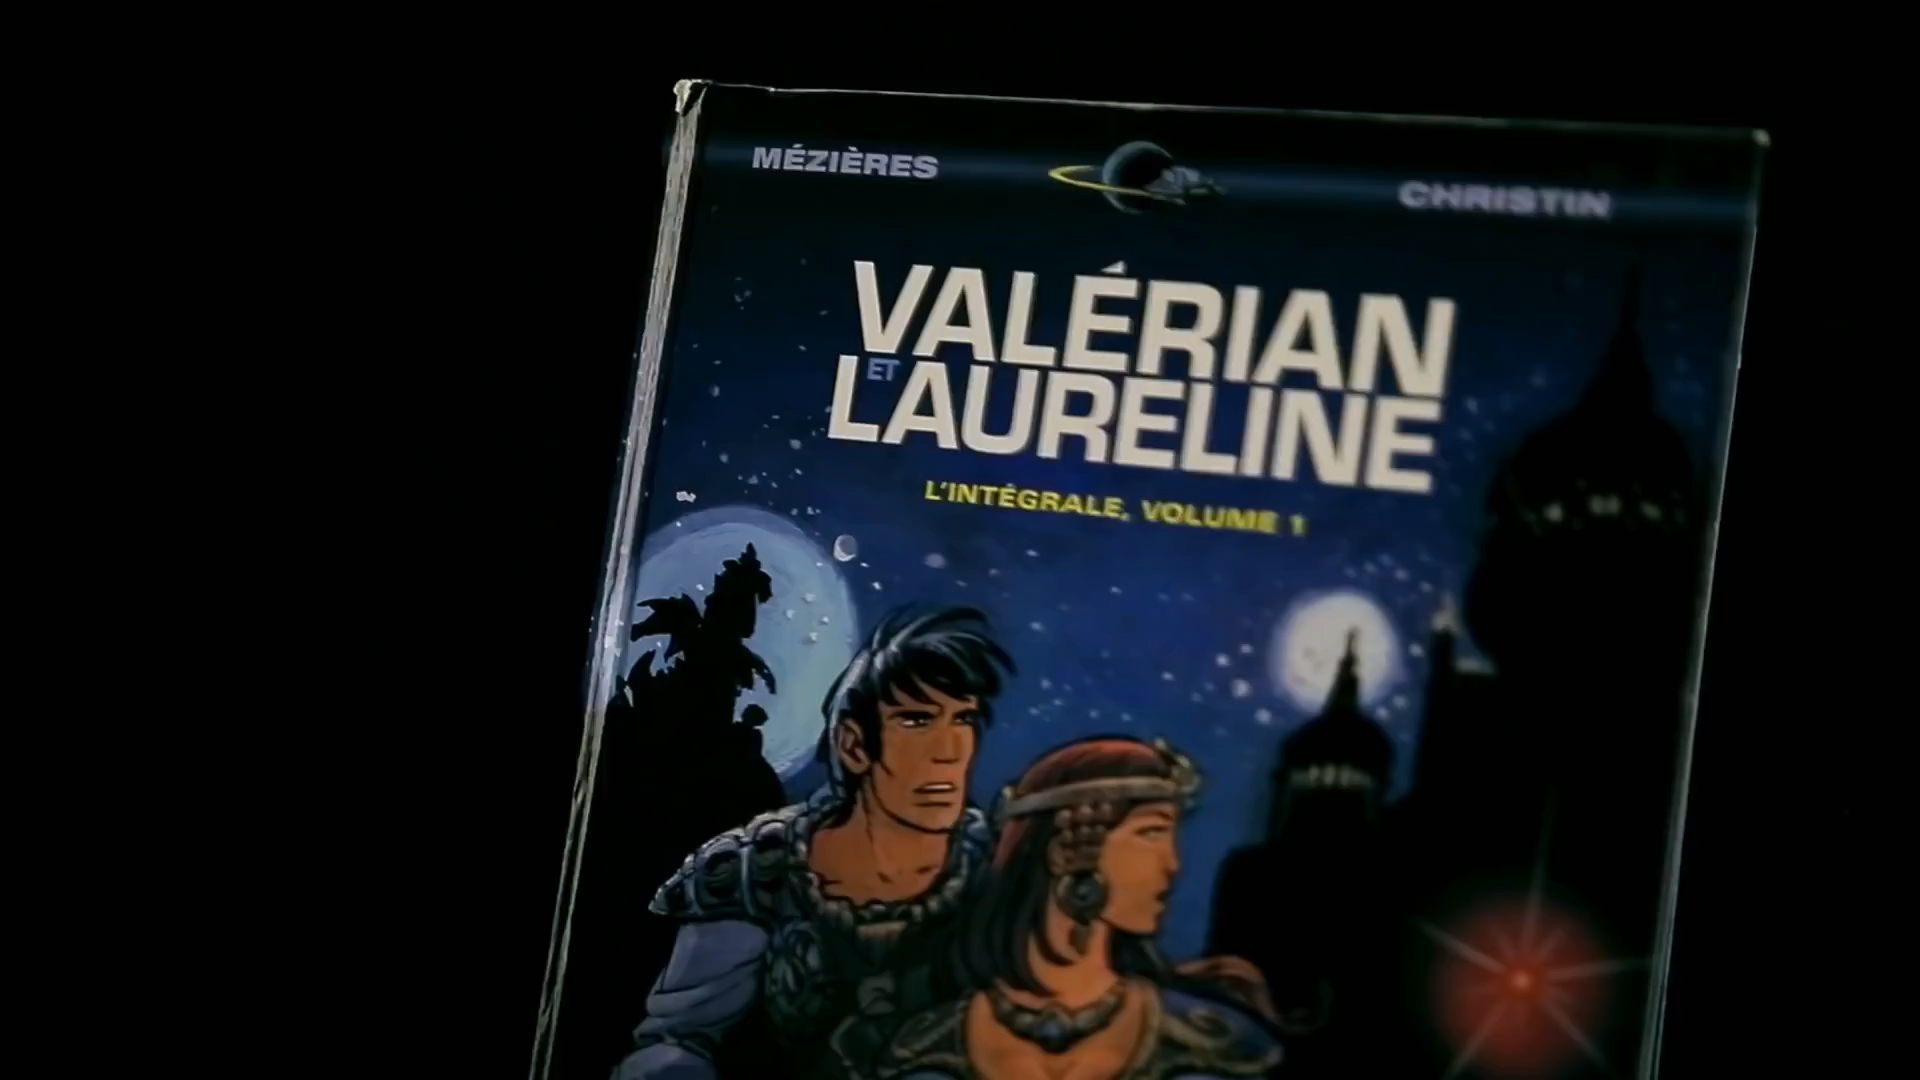 MÉZIÈRES
CHRISTIN
VALÉRIAN
ET
LAURELINE
L'INTÉGRALE, VOLUME 1